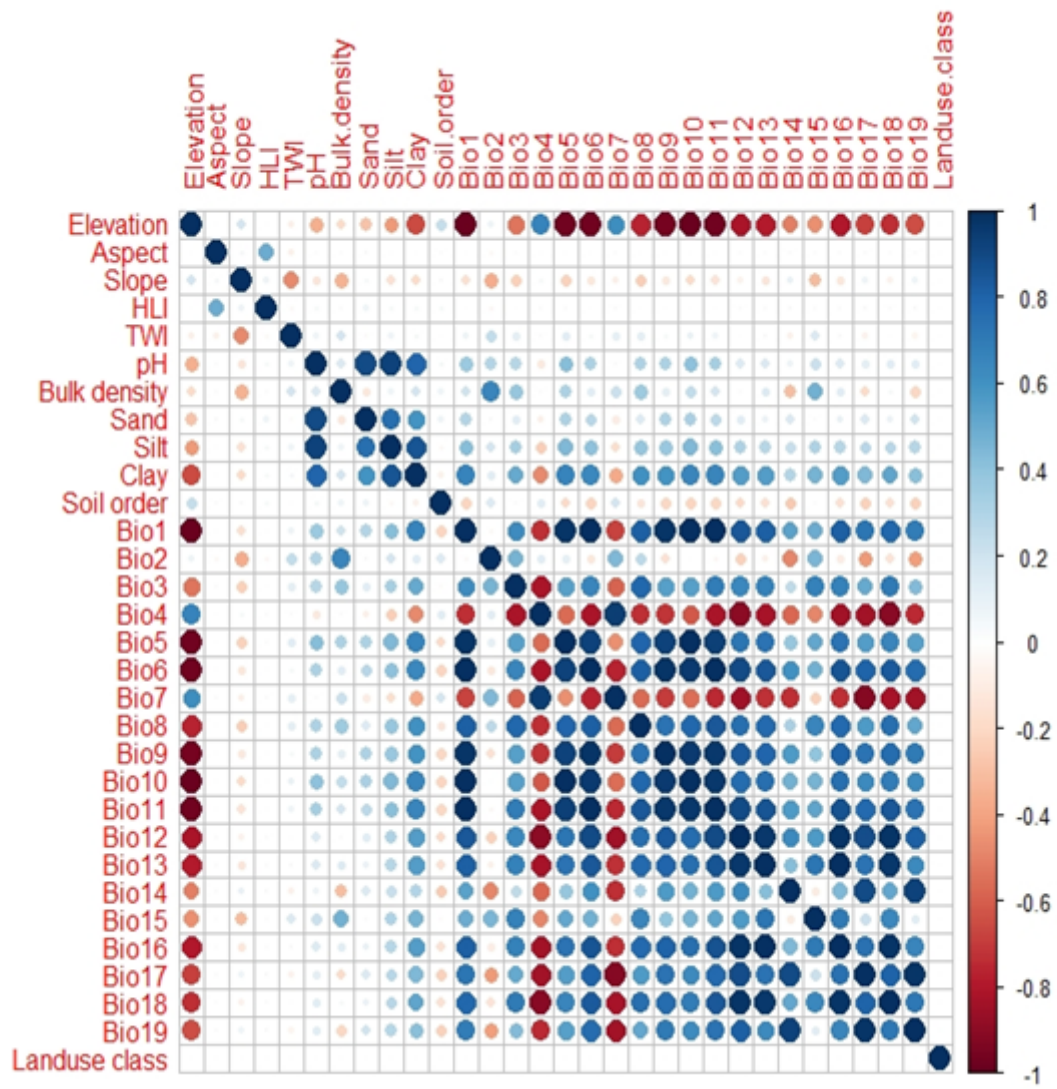 Elevation
Aspect
Slope
HLI
TWI
pH
Bulk.density
Sand
Silt
Clay
Soil.order
Bio1
Bio2
Bio3
Bio4
Bio5
Bio6
Bio7
Bio8
Bio9
Bio10
Bio11
Bio12
Bio13
Bio14
Bio15
Bio16
Bio17
Bio18
Bio19
Landuse.class
Elevation
Aspect
Slope
HLI
TWI
pH
Bulk density
Sand
Silt
Clay
Soil order
Bio1
Bio2
Bio3
Bio4
Bio5
Bio6
Bio7
Bio8
Bio9
Bio10
Bio11
Bio12
Bio13
Bio14
Bio15
Bio16
Bio17
Bio18
Bio19
Landuse class
1
0.8
0.6
0.4
0.2
0
-0.2
-0.4
-0.6
-0.8
-1